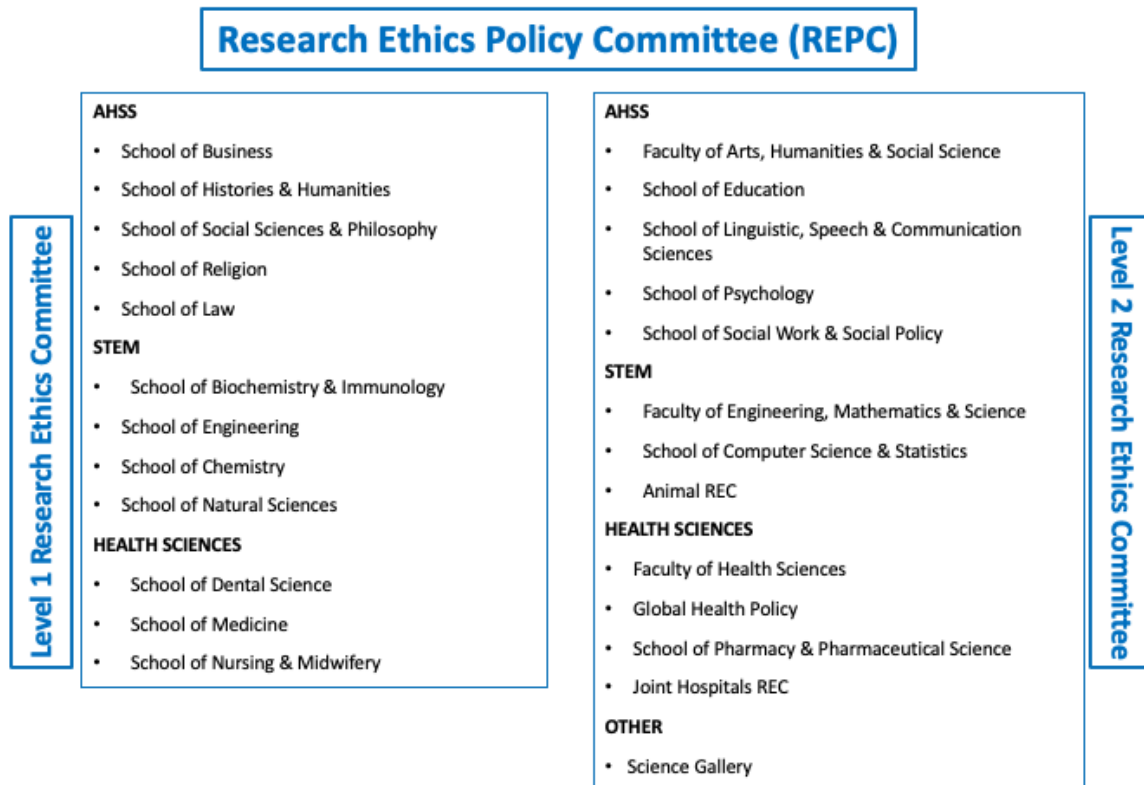 Research Ethics Policy Committee (REPC)
Level 1 Research Ethics Committee
AHSS
• School of Business
• School of Histories & Humanities
• School of Social Sciences & Philosophy
• School of Religion
• School of Law
STEM
• School of Biochemistry & Immunology
• School of Engineering
• School of Chemistry
• School of Natural Sciences
HEALTH SCIENCES
• School of Dental Science
• School of Medicine
• School of Nursing & Midwifery
Level 2 Research Ethics Committee
AHSS
• Faculty of Arts, Humanities & Social Science
• School of Education
• School of Linguistic, Speech & Communication
Sciences
• School of Psychology
• School of Social Work & Social Policy
STEM
• Faculty of Engineering, Mathematics & Science
• School of Computer Science & Statistics
• Animal REC
HEALTH SCIENCES
• Faculty of Health Sciences
• Global Health Policy
• School of Pharmacy & Pharmaceutical Science
• Joint Hospitals REC
OTHER
• Science Gallery